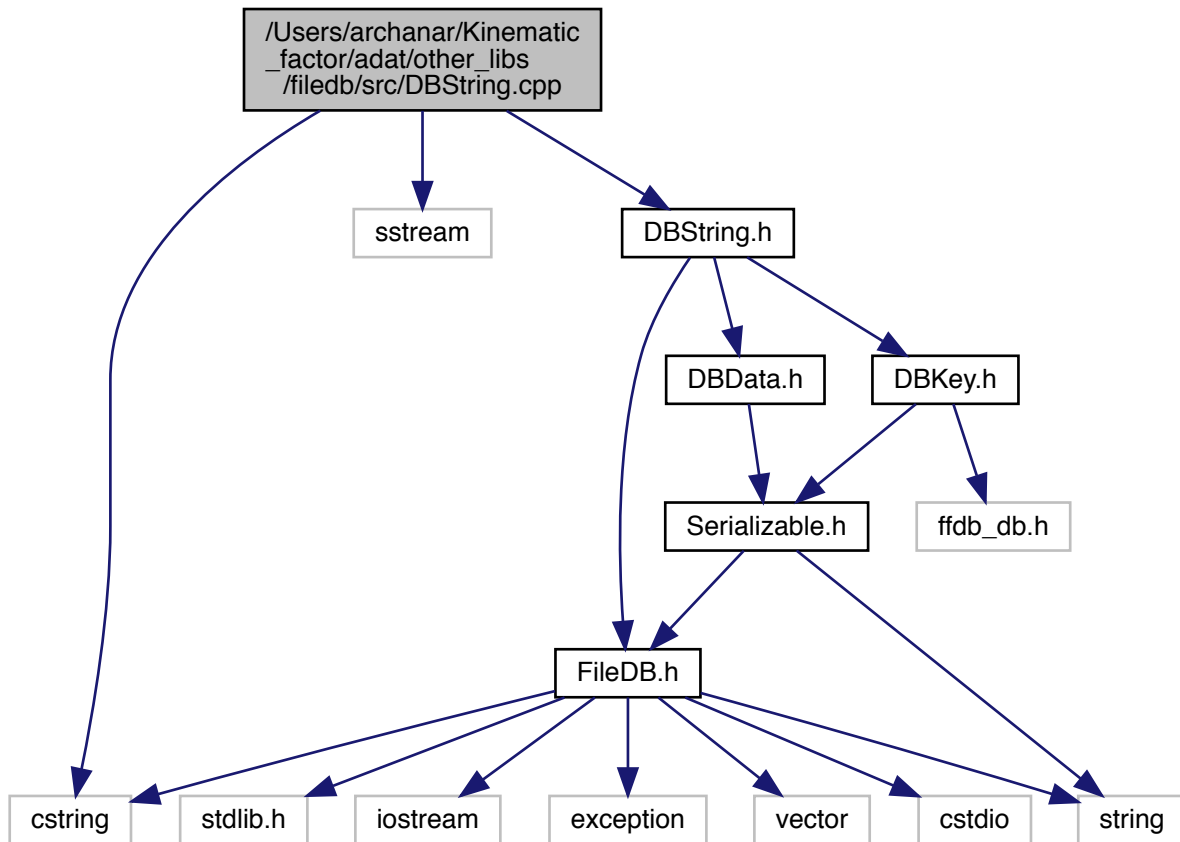 /Users/archanar/Kinematic
_factor/adat/other_libs
/filedb/src/DBString.cpp
sstream
DBString.h
DBData.h
DBKey.h
Serializable.h
ffdb_db.h
FileDB.h
cstring
stdlib.h
iostream
exception
vector
cstdio
string